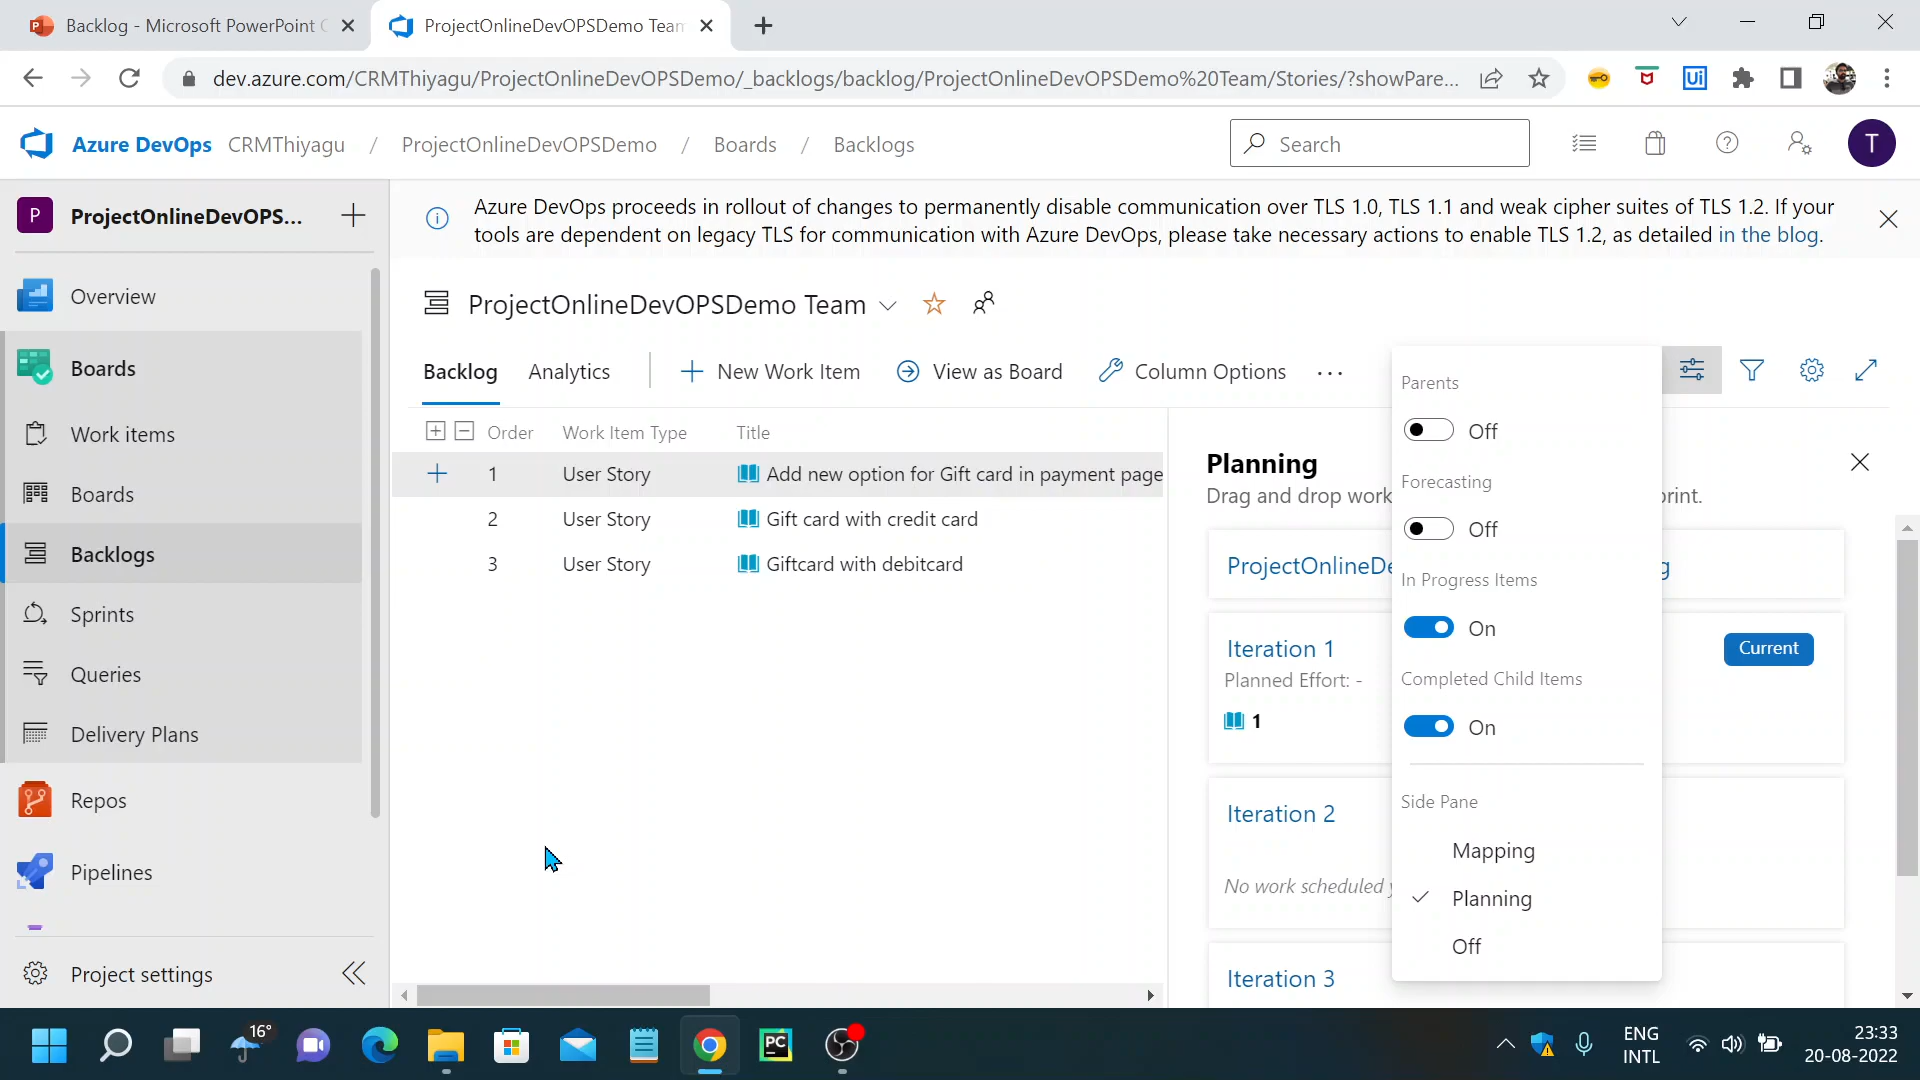 Backlog - Microsoft PowerPoint
ProjectOnlineDevOPSDemo Team
dev.azure.com/CRMThiyagu/ProjectOnlineDevOPSDemo/_backlogs/backlog/ProjectOnlineDevOPSDemo%20Team/Stories/?showPare...
Ui
Azure DevOps CRMThiyagu / ProjectOnlineDevOPSDemo / Boards / Backlogs
Search
T
P ProjectOnlineDevOPS...
Azure DevOps proceeds in rollout of changes to permanently disable communication over TLS 1.0, TLS 1.1 and weak cipher suites of TLS 1.2. If your
tools are dependent on legacy TLS for communication with Azure DevOps, please take necessary actions to enable TLS 1.2, as detailed in the blog.
Overview
Boards
Work items
Boards
Backlogs
Sprints
Queries
Delivery Plans
Repos
Pipelines
Project settings
ProjectOnlineDevOPSDemo Team
Backlog Analytics New Work Item View as Board Column Options ...
Order Work Item Type Title
1 User Story Add new option for Gift card in payment page
2 User Story Gift card with credit card
3 User Story Giftcard with debitcard
Planning
Drag and drop work
rint.
ProjectOnlineDe
g
Iteration 1
Current
Planned Effort: -
1
Iteration 2
No work scheduled y
Iteration 3
Parents
Off
Forecasting
Off
In Progress Items
On
Completed Child Items
On
Side Pane
Mapping
Planning
Off
16°
PC
ENG
INTL
23:33
20-08-2022